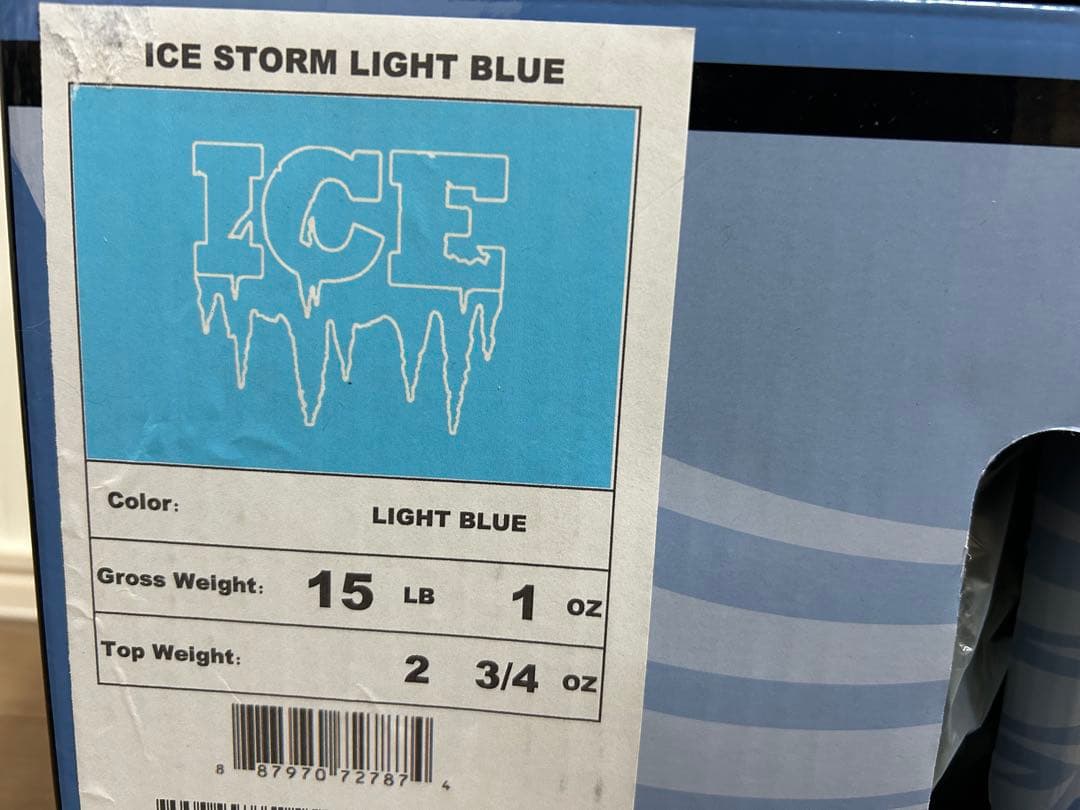 ICE STORM LIGHT BLUE
ICE
Color: LIGHT BLUE
Gross Weight: 15 LB 1 OZ
Top Weight: 2 3/4 OZ
8 87970 72787 4